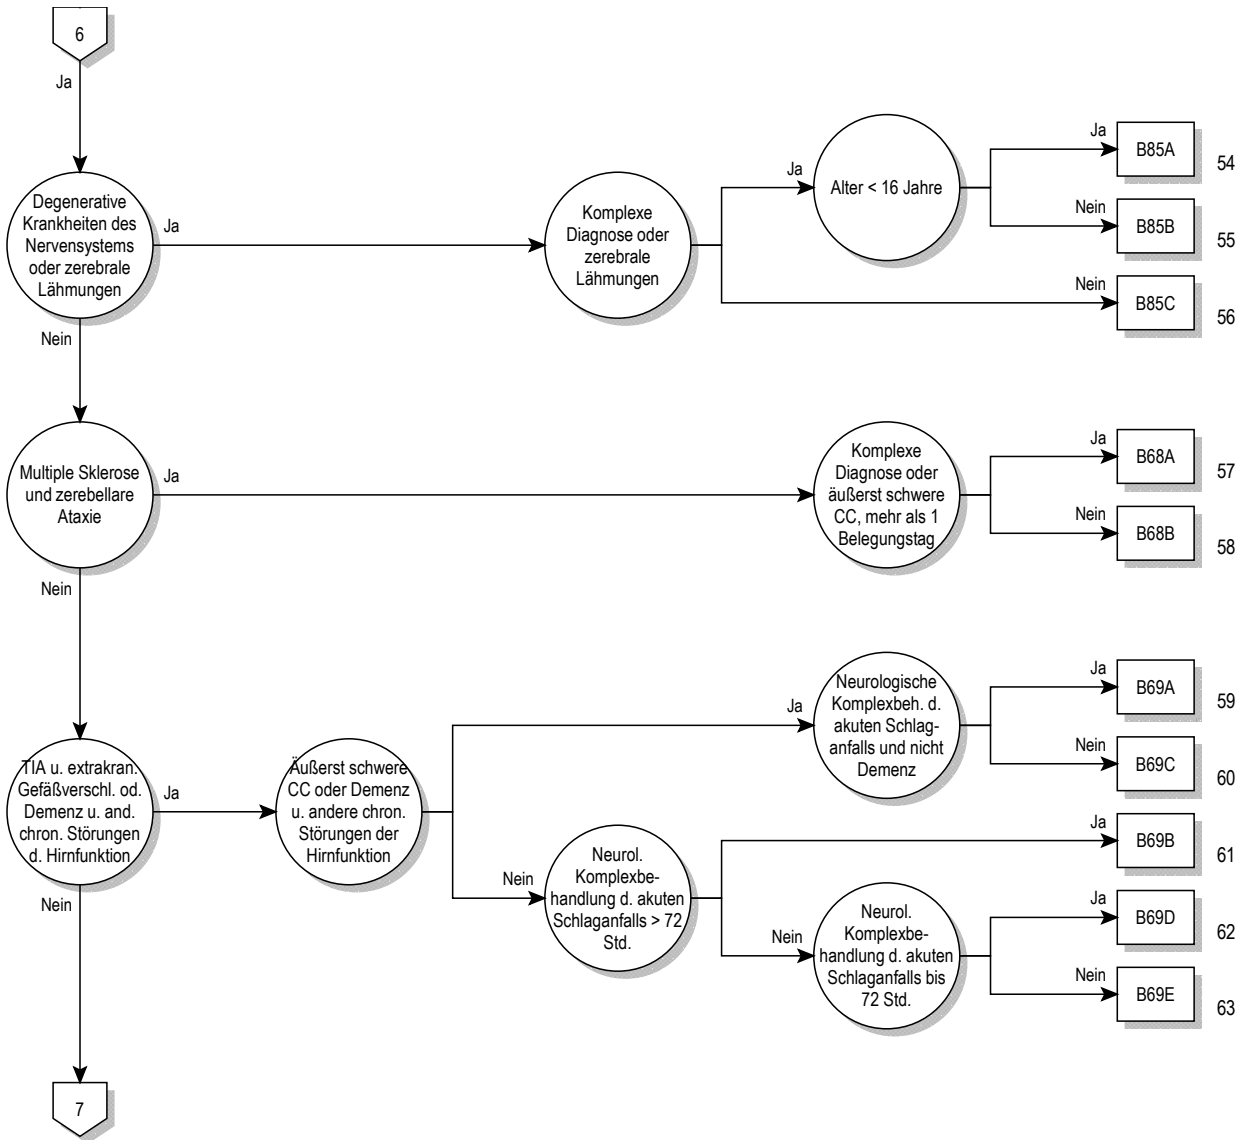 6
Ja
Degenerative
Krankheiten des
Nervensystems
oder zerebrale
Lähmungen
Ja
Komplexe
Diagnose oder
zerebrale
Lähmungen
Ja
Alter < 16 Jahre
Ja
B85A
54
Nein
B85B
55
Nein
B85C
56
Nein
Multiple Sklerose
und zerebellare
Ataxie
Ja
Komplexe
Diagnose oder
äußerst schwere
CC, mehr als 1
Belegungstag
Ja
B68A
57
Nein
B68B
58
Nein
TIA u. extrakran.
Gefäßverschl. od.
Demenz u. and.
chron. Störungen
d. Hirnfunktion
Ja
Äußerst schwere
CC oder Demenz
u. andere chron.
Störungen der
Hirnfunktion
Ja
Neurologische
Komplexbeh. d.
akuten Schlag-
anfalls und nicht
Demenz
Ja
B69A
59
Nein
B69C
60
Nein
Neurol.
Komplexbe-
handlung d. akuten
Schlaganfalls > 72
Std.
Ja
B69B
61
Nein
Neurol.
Komplexbe-
handlung d. akuten
Schlaganfalls bis
72 Std.
Ja
B69D
62
Nein
B69E
63
Nein
7